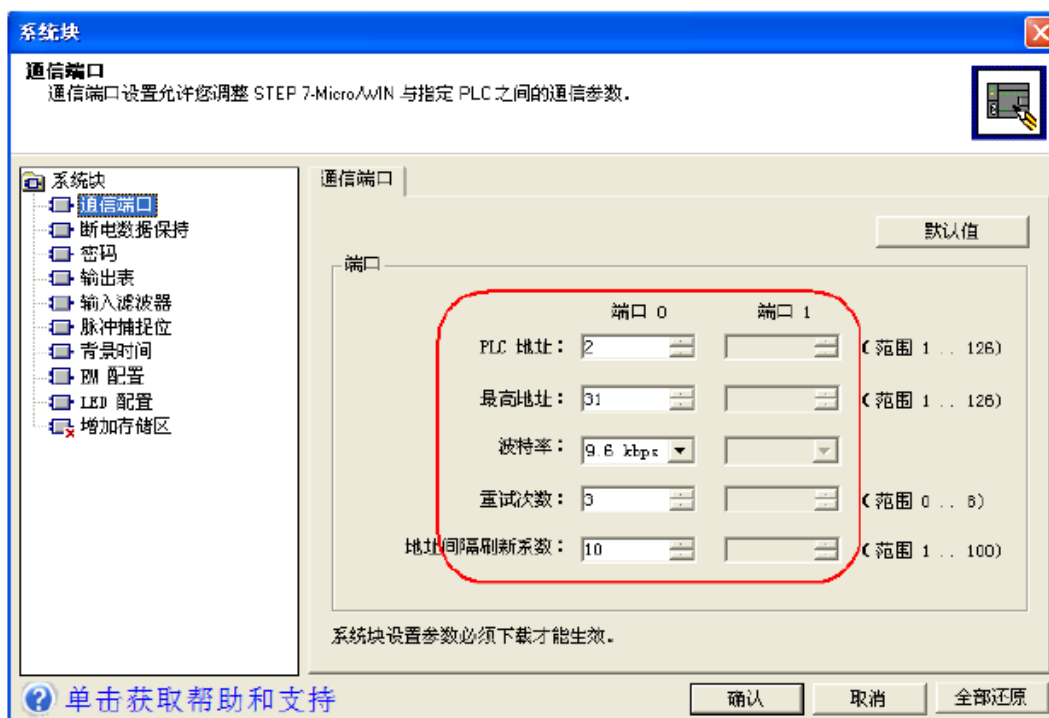 系统块
通信端口
通信端口设置允许您调整 STEP 7-Micro/WIN 与指定 PLC 之间的通信参数.
系统块
通信端口
断电数据保持
密码
输出表
输入滤波器
脉冲捕捉位
背景时间
EM 配置
LED 配置
增加存储区
通信端口
默认值
端口
端口 0 端口 1
PLC 地址: 2 (范围 1 .. 126)
最高地址: 31 (范围 1 .. 126)
波特率: 9.6 kbps
重试次数: 3 (范围 0 .. 8)
地址间隔刷新系数: 10 (范围 1 .. 100)
系统块设置参数必须下载才能生效.
单击获取帮助和支持
确认 取消 全部还原